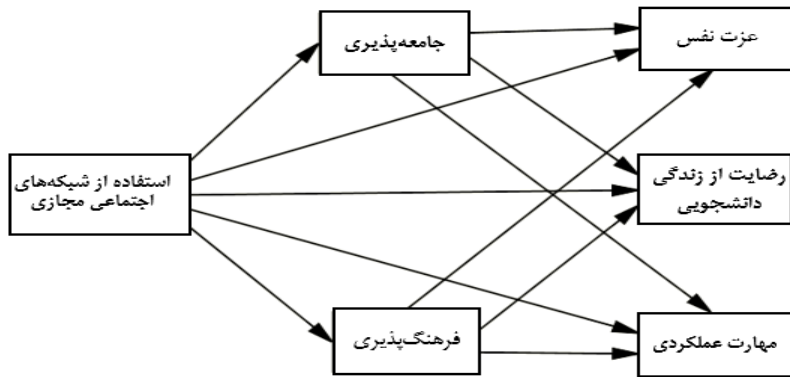 جامعه‌پذیری
عزت نفس
استفاده از شبکه‌های
اجتماعی مجازی
رضایت از زندگی
دانشجویی
فرهنگ‌پذیری
مهارت عملکردی